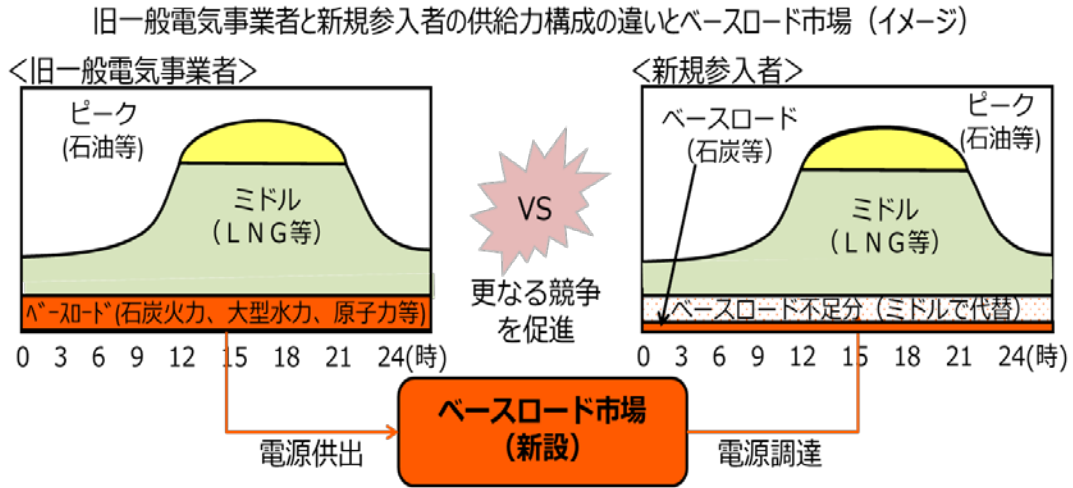 旧一般電気事業者と新規参入者の供給力構成の違いとベースロード市場（イメージ）
＜旧一般電気事業者＞
ピーク
(石油等)
ミドル
（ＬＮＧ等）
ﾍﾞｰｽﾛｰﾄﾞ(石炭火力、大型水力、原子力等)
0 3 6 9 12 15 18 21 24(時)
VS
更なる競争
を促進
＜新規参入者＞
ベースロード
（石炭等）
ピーク
(石油等)
ミドル
（ＬＮＧ等）
ベースロード不足分（ミドルで代替）
0 3 6 9 12 15 18 21 24(時)
ベースロード市場
（新設）
電源供出
電源調達